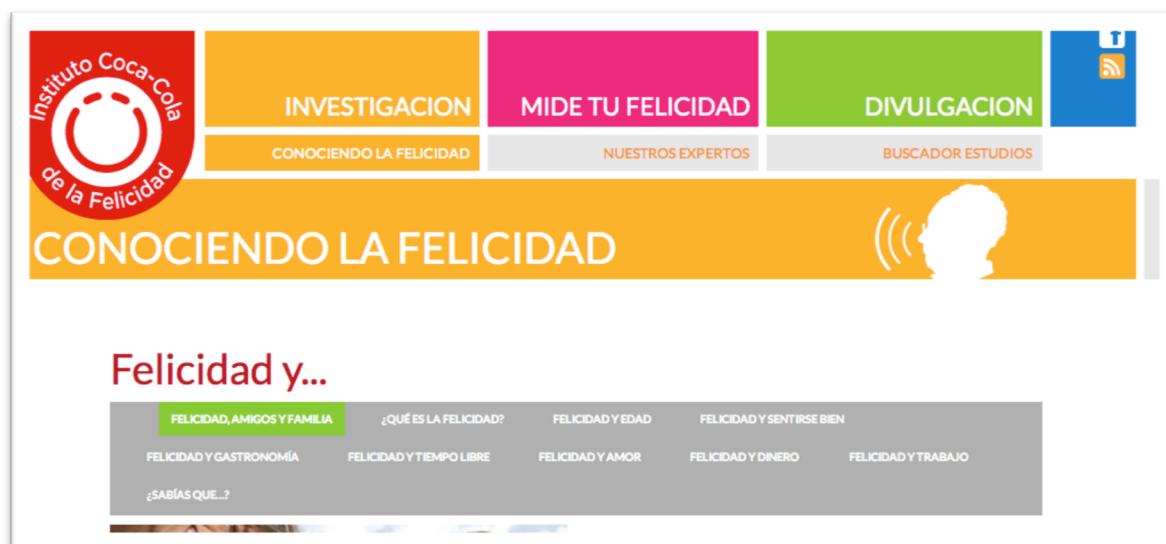 Instituto Coca-Cola
de la Felicidad
INVESTIGACION
MIDE TU FELICIDAD
DIVULGACION
CONOCIENDO LA FELICIDAD
NUESTROS EXPERTOS
BUSCADOR ESTUDIOS
CONOCIENDO LA FELICIDAD
Felicidad y...
FELICIDAD, AMIGOS Y FAMILIA
¿QUÉ ES LA FELICIDAD?
FELICIDAD Y EDAD
FELICIDAD Y SENTIRSE BIEN
FELICIDAD Y GASTRONOMÍA
FELICIDAD Y TIEMPO LIBRE
FELICIDAD Y AMOR
FELICIDAD Y DINERO
FELICIDAD Y TRABAJO
¿SABÍAS QUE...?